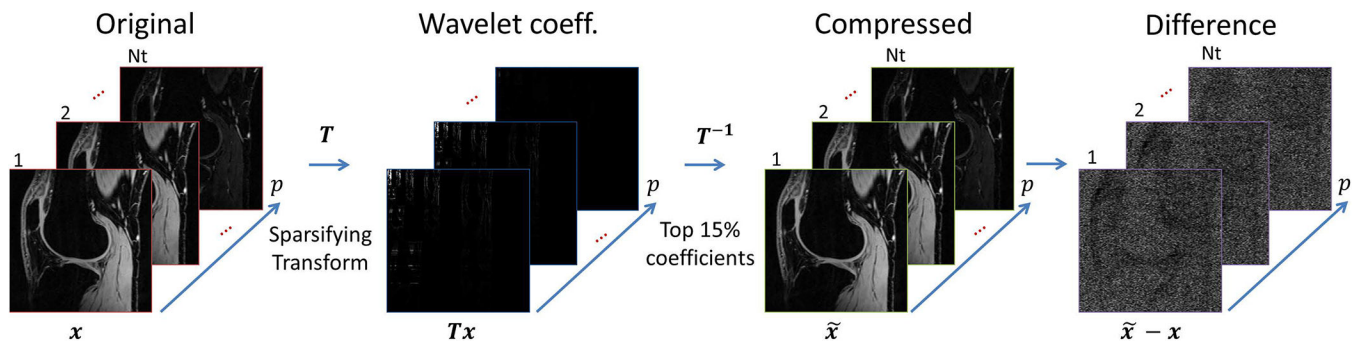 Original
Wavelet coeff.
Compressed
Difference
Nt
...
2
1
p
x
T
Sparsifying
Transform
...
p
Tx
T⁻¹
Top 15%
coefficients
Nt
...
2
1
p
x̃
Nt
...
2
1
p
x̃ − x